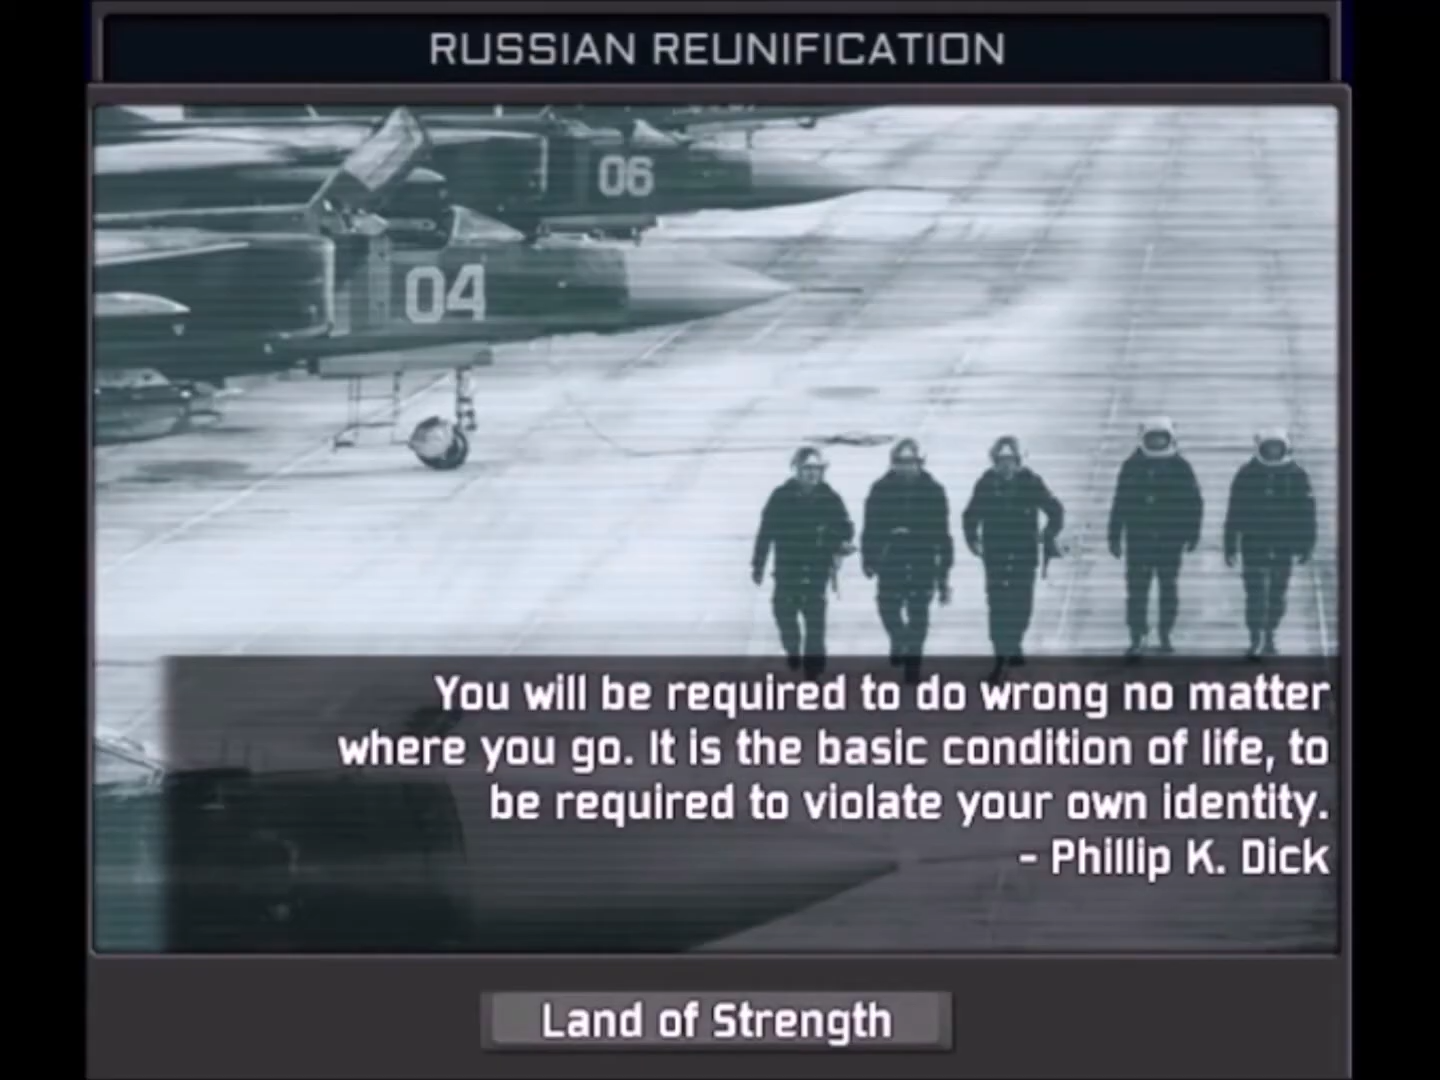 RUSSIAN REUNIFICATION
06
04
You will be required to do wrong no matter
where you go. It is the basic condition of life, to
be required to violate your own identity.
- Phillip K. Dick
Land of Strength